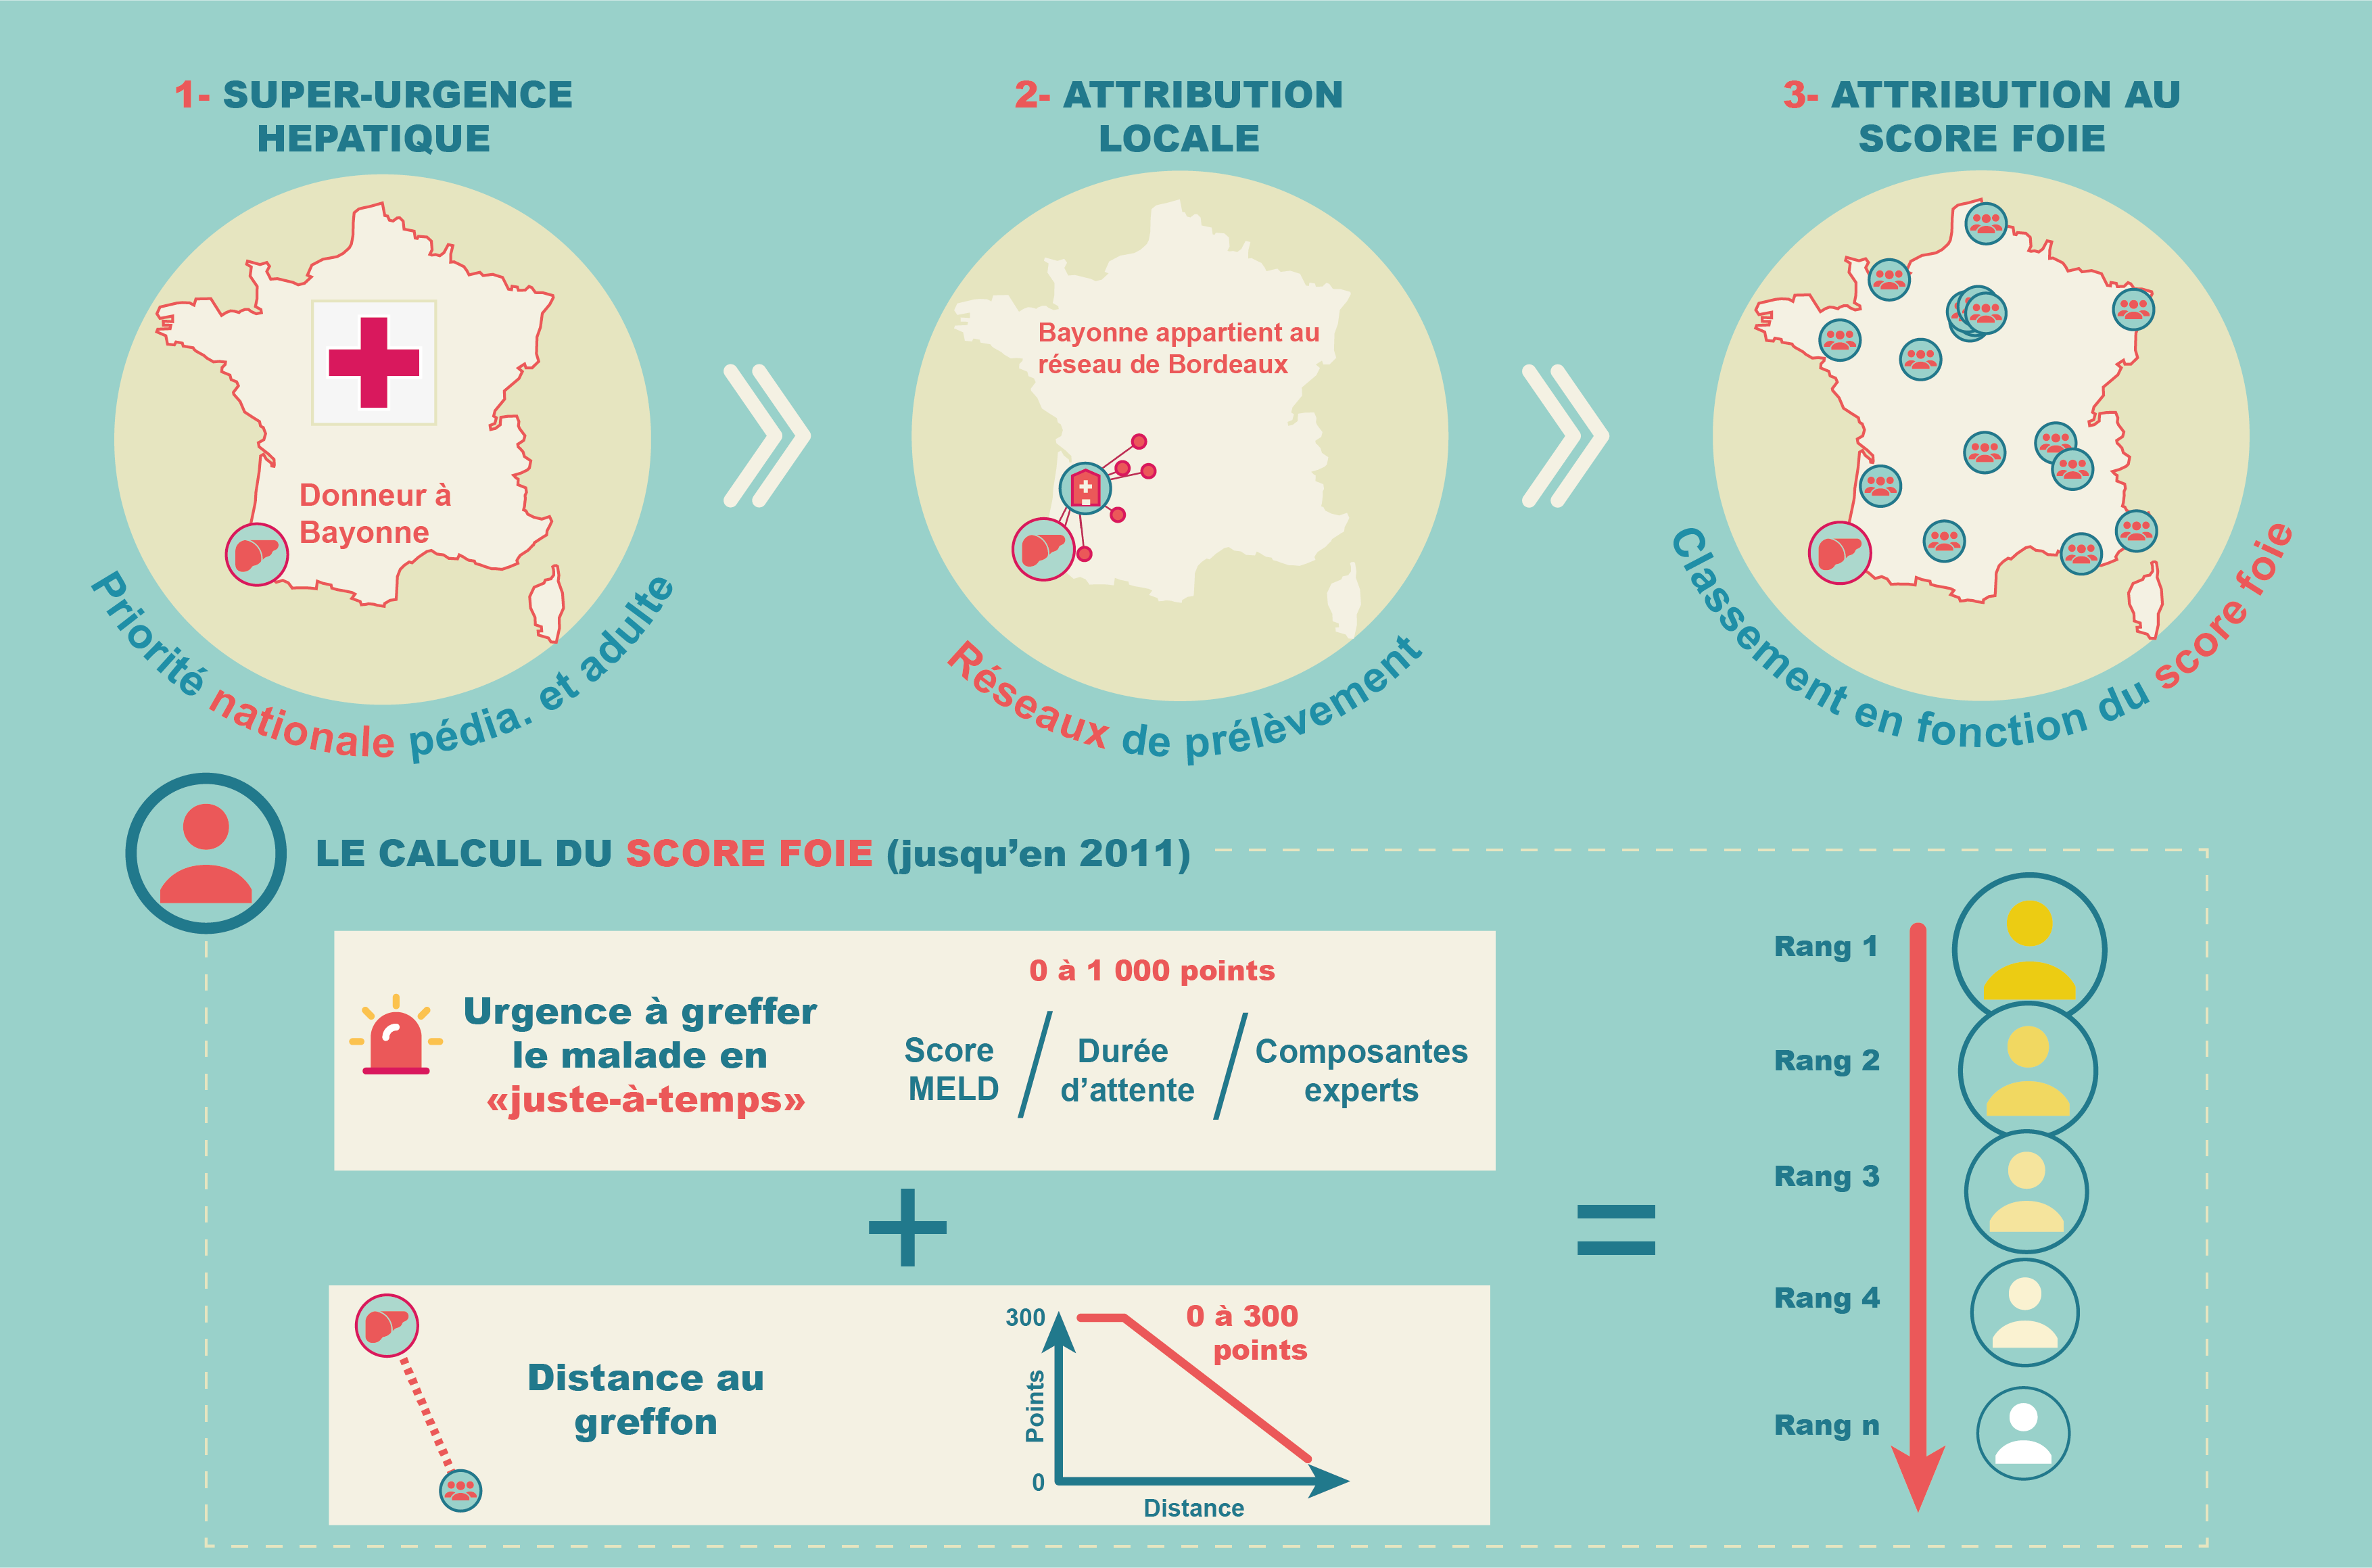 1- SUPER-URGENCE
HEPATIQUE
Donneur à
Bayonne
Priorité nationale pédia. et adulte
2- ATTRIBUTION
LOCALE
Bayonne appartient au
réseau de Bordeaux
Réseaux de prélèvement
3- ATTRIBUTION AU
SCORE FOIE
Classement en fonction du score foie
LE CALCUL DU SCORE FOIE (jusqu'en 2011)
Urgence à greffer
le malade en
«juste-à-temps»
0 à 1 000 points
Score
MELD
Durée
d'attente
Composantes
experts
Distance au
greffon
300
0 à 300
points
Points
0
Distance
Rang 1
Rang 2
Rang 3
Rang 4
Rang n